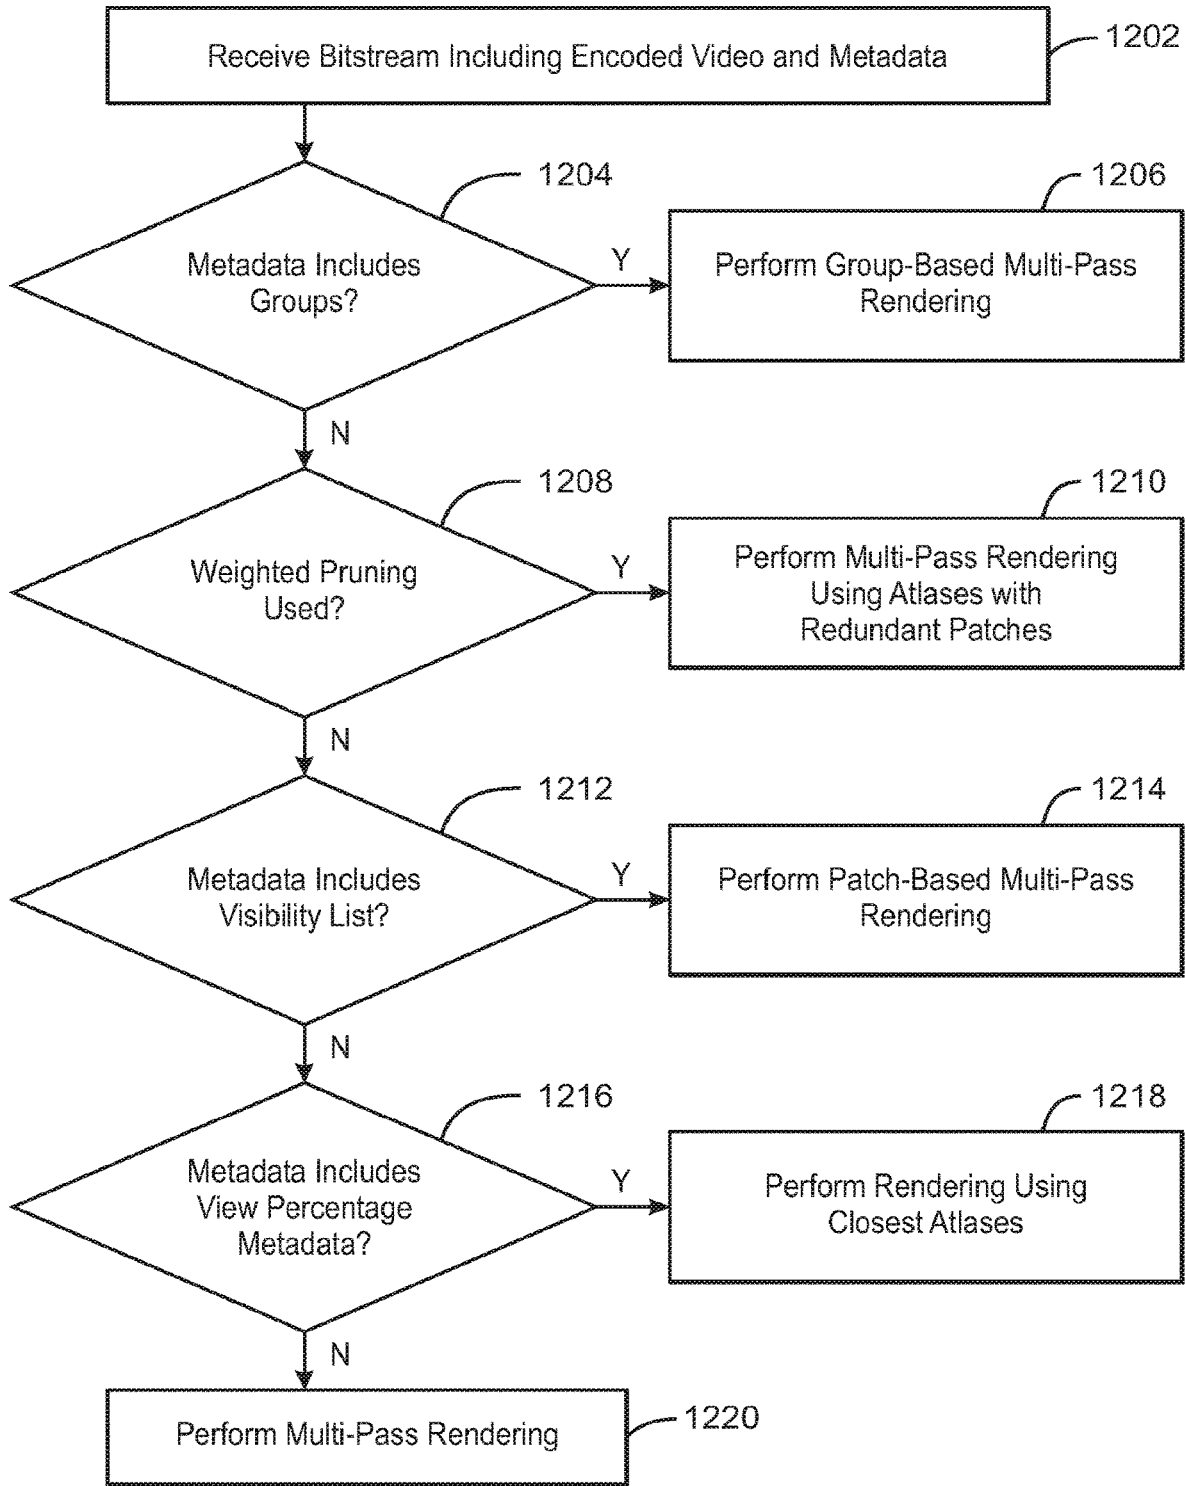 Receive Bitstream Including Encoded Video and Metadata
1202
Metadata Includes
Groups?
1204
Y
Perform Group-Based Multi-Pass
Rendering
1206
N
Weighted Pruning
Used?
1208
Y
Perform Multi-Pass Rendering
Using Atlases with
Redundant Patches
1210
N
Metadata Includes
Visibility List?
1212
Y
Perform Patch-Based Multi-Pass
Rendering
1214
N
Metadata Includes
View Percentage
Metadata?
1216
Y
Perform Rendering Using
Closest Atlases
1218
N
Perform Multi-Pass Rendering
1220